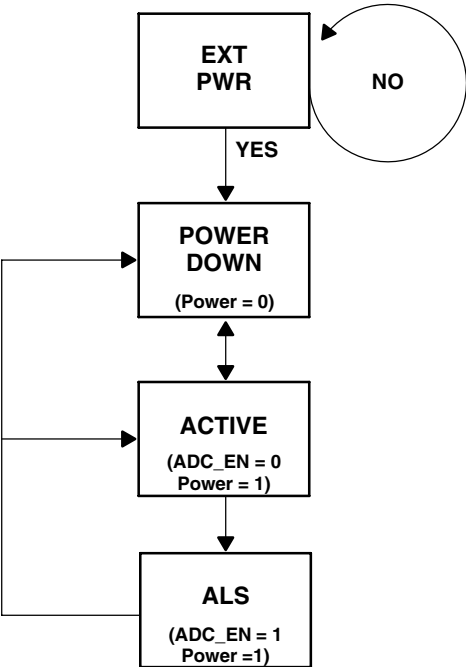 EXT
PWR
NO
YES
POWER
DOWN
(Power = 0)
ACTIVE
(ADC_EN = 0
Power = 1)
ALS
(ADC_EN = 1
Power =1)